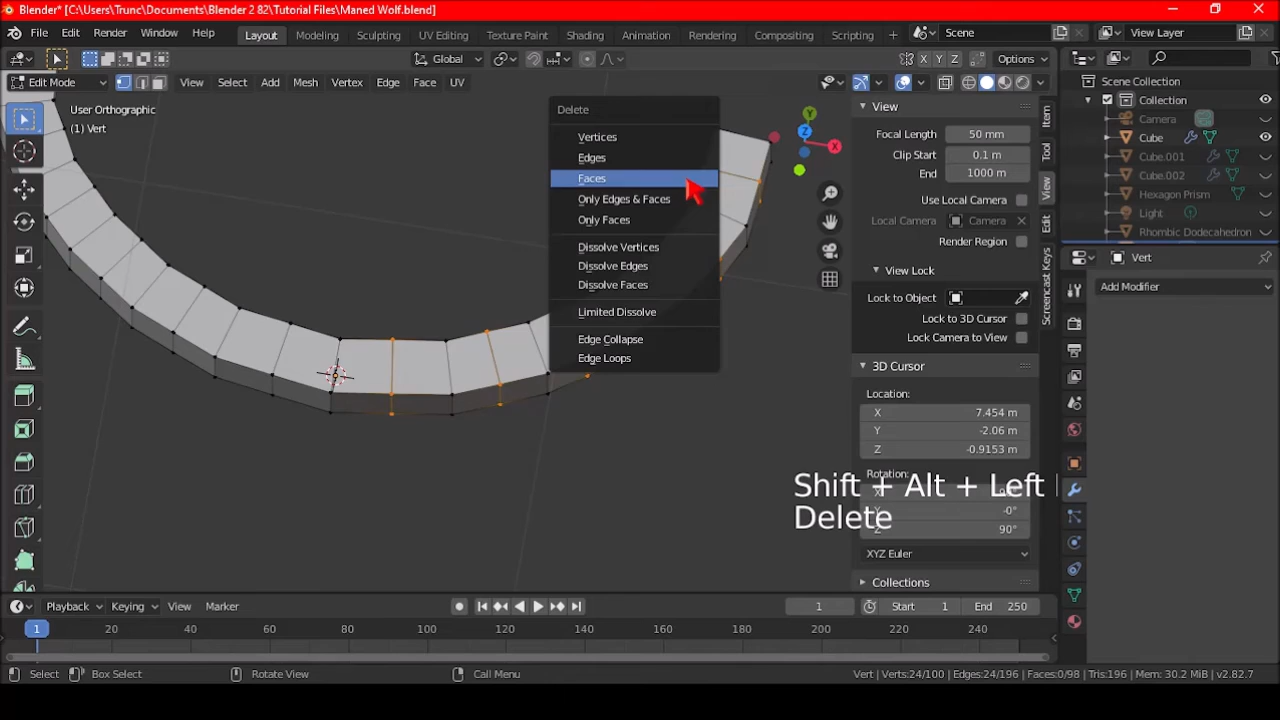 Blender* [C:\Users\Trunc\Documents\Blender 2 82\Tutorial Files\Maned Wolf.blend]
File Edit Render Window Help Layout Modeling Sculpting UV Editing Texture Paint Shading Animation Rendering Compositing Scripting Scene View Layer
Global X Y Z Options
Edit Mode View Select Add Mesh Vertex Edge Face UV
User Orthographic
(1) Vert
Delete
Vertices
Edges
Faces
Only Edges & Faces
Only Faces
Dissolve Vertices
Dissolve Edges
Dissolve Faces
Limited Dissolve
Edge Collapse
Edge Loops
Y
Z
X
View
Focal Length 50 mm
Clip Start 0.1 m
End 1000 m
Use Local Camera
Local Camera Camera
Render Region
View Lock
Lock to Object
Lock to 3D Cursor
Lock Camera to View
3D Cursor
Location:
X 7.454 m
Y -2.06 m
Z -0.9153 m
Rotation:
-0°
Z 90°
XYZ Euler
Collections
Item
Tool
View
Edit
Screencast Keys
Shift + Alt + Left
Delete
Scene Collection
Collection
Camera
Cube
Cube.001
Cube.002
Hexagon Prism
Light
Rhombic Dodecahedron
Vert
Add Modifier
Playback Keying View Marker 1 Start 1 End 250
1 20 40 60 80 100 120 140 160 180 200 220 240
Select Box Select Rotate View Call Menu Vert | Verts:24/100 | Edges:24/196 | Faces:0/98 | Tris:196 | Mem: 30.2 MiB | v2.82.7